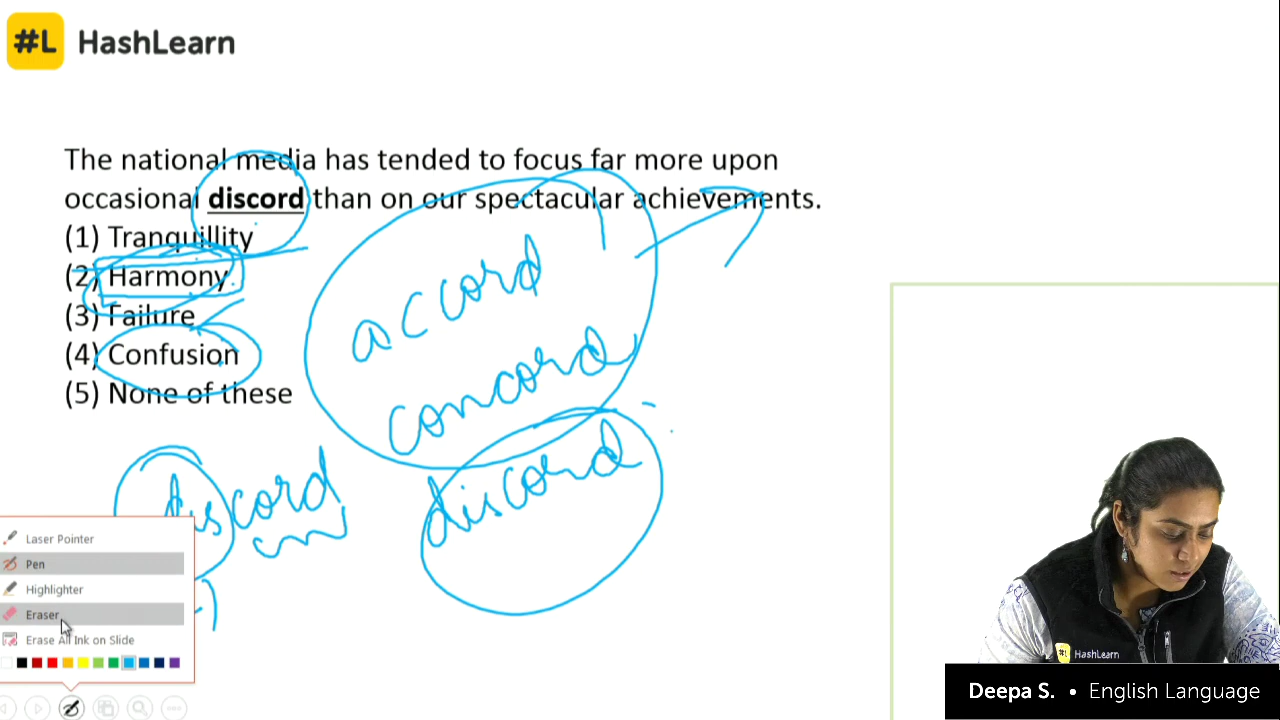 #L HashLearn
The national media has tended to focus far more upon
occasional discord than on our spectacular achievements.
(1) Tranquillity
(2) Harmony
(3) Failure
(4) Confusion
(5) None of these
accord
concord
discord
discord
Laser Pointer
Pen
Highlighter
Eraser
Erase All Ink on Slide
#L HashLearn
Deepa S. • English Language